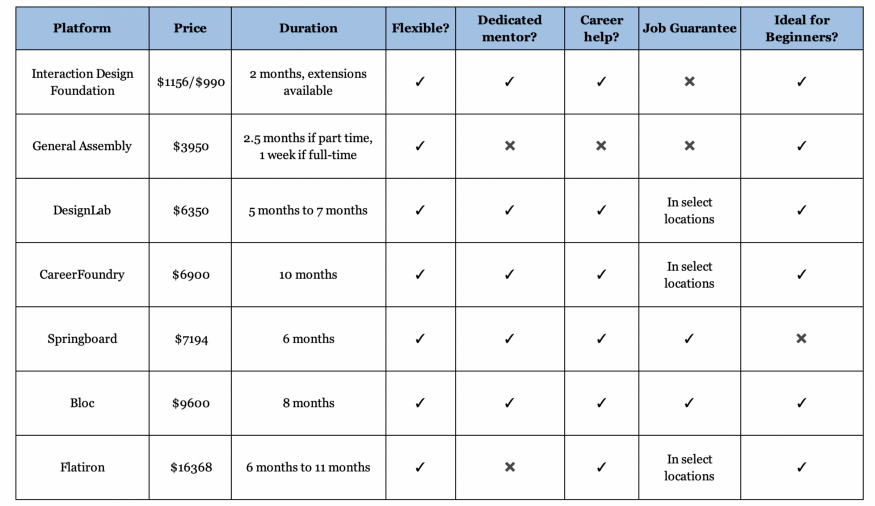 Platform Price Duration Flexible? Dedicated mentor? Career help? Job Guarantee Ideal for Beginners?
Interaction Design Foundation $1156/$990 2 months, extensions available ✓ ✓ ✓ ✖ ✓
General Assembly $3950 2.5 months if part time, 1 week if full-time ✓ ✖ ✖ ✖ ✓
DesignLab $6350 5 months to 7 months ✓ ✓ ✓ In select locations ✓
CareerFoundry $6900 10 months ✓ ✓ ✓ In select locations ✓
Springboard $7194 6 months ✓ ✓ ✓ ✓ ✖
Bloc $9600 8 months ✓ ✓ ✓ ✓ ✓
Flatiron $16368 6 months to 11 months ✓ ✖ ✓ In select locations ✓